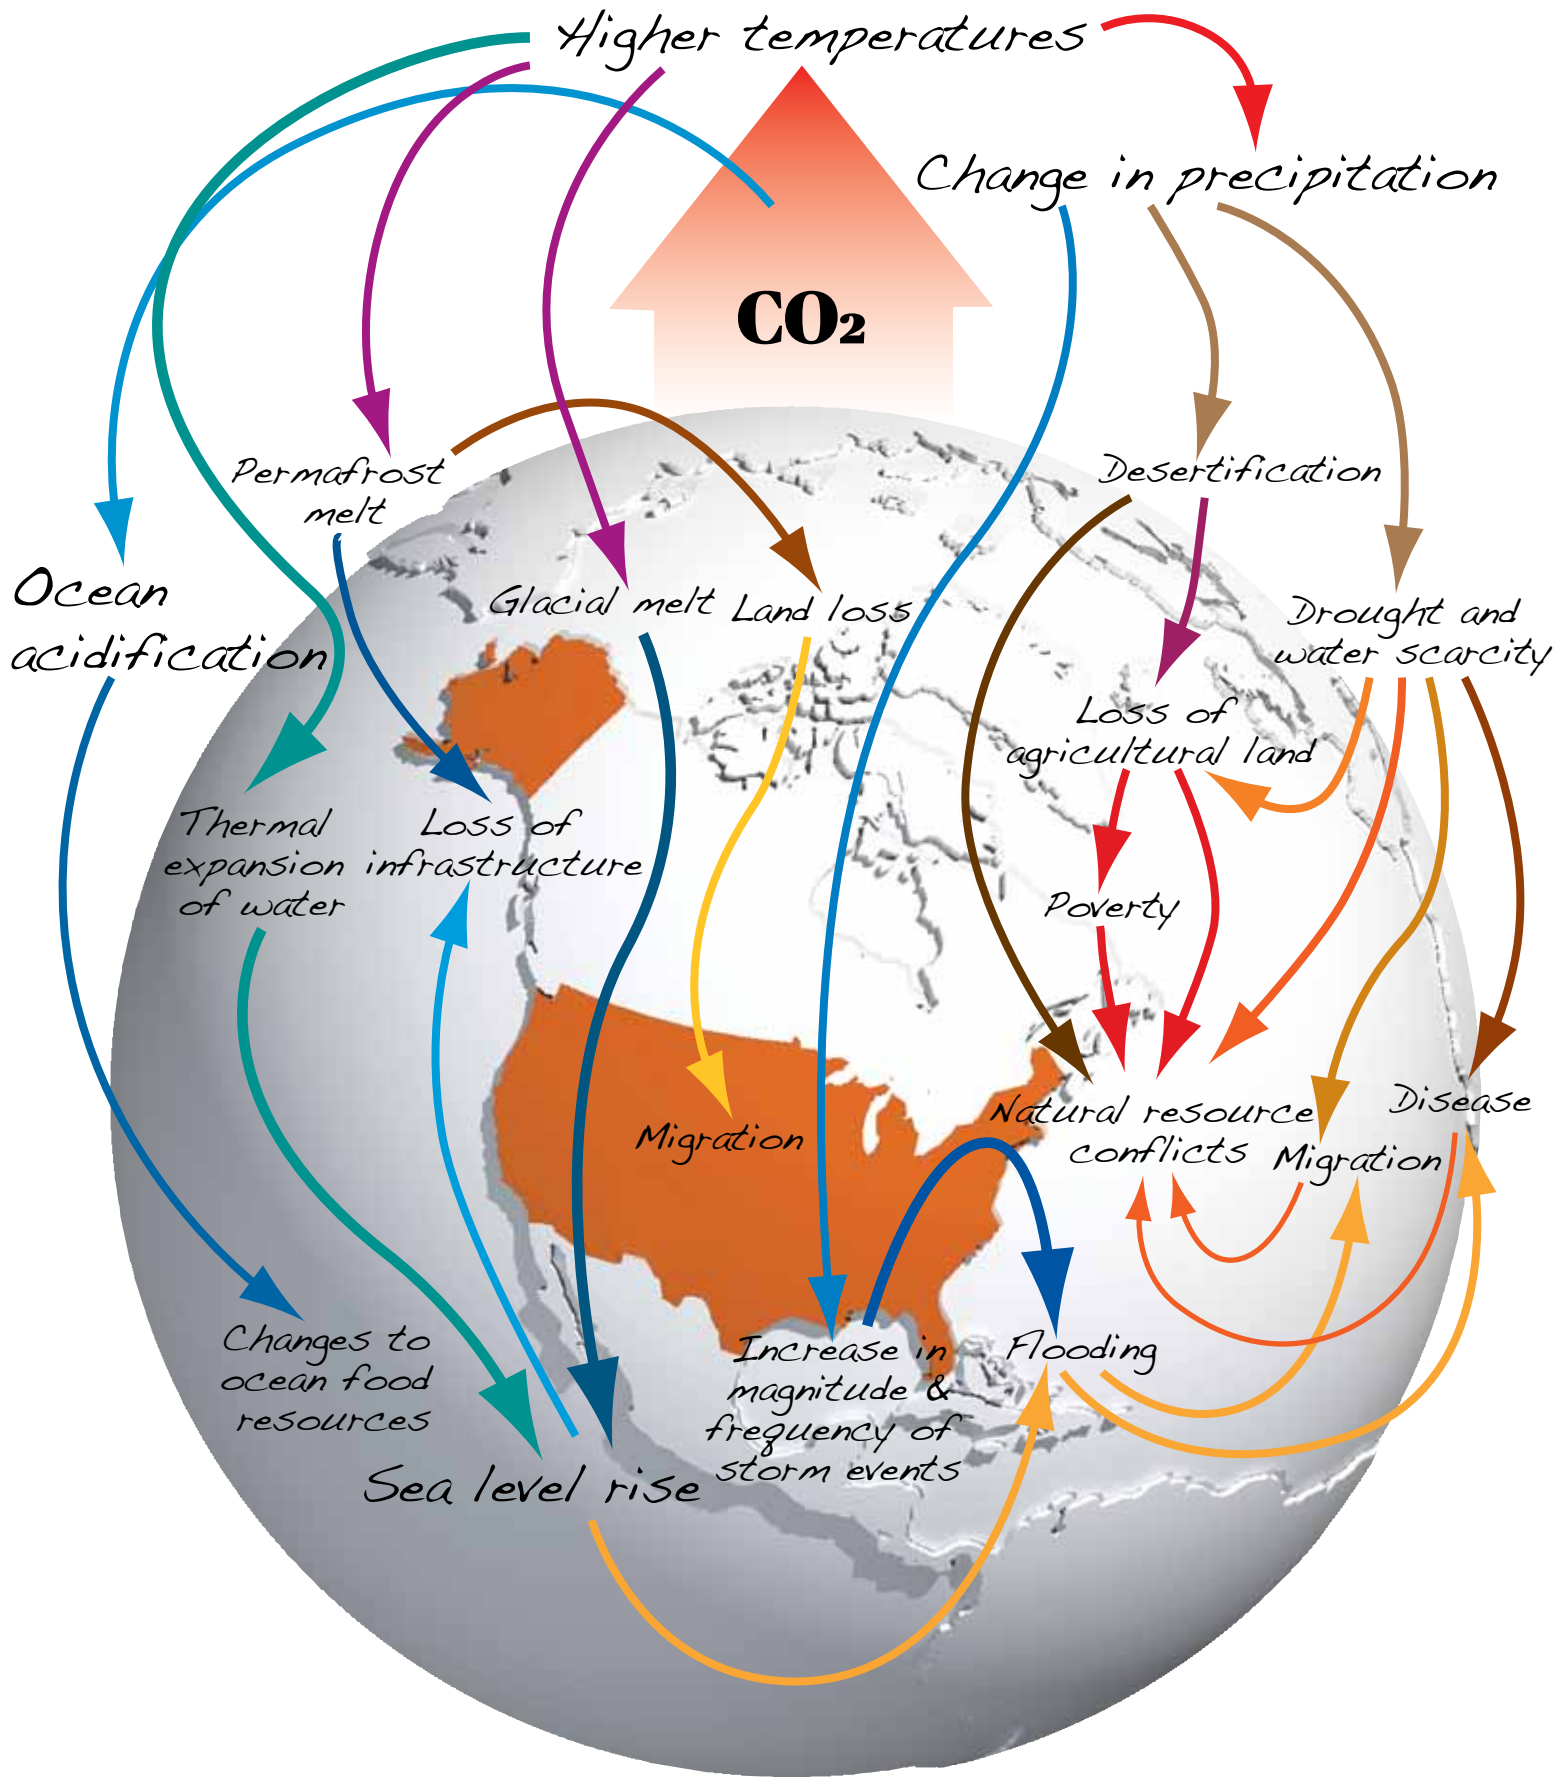 Higher temperatures
Change in precipitation
CO₂
Permafrost
melt
Desertification
Ocean
acidification
Glacial melt
Land loss
Drought and
water scarcity
Loss of
agricultural land
Thermal
expansion
of water
Loss of
infrastructure
Poverty
Migration
Natural resource
conflicts
Migration
Disease
Changes to
ocean food
resources
Increase in
magnitude &
frequency of
storm events
Flooding
Sea level rise